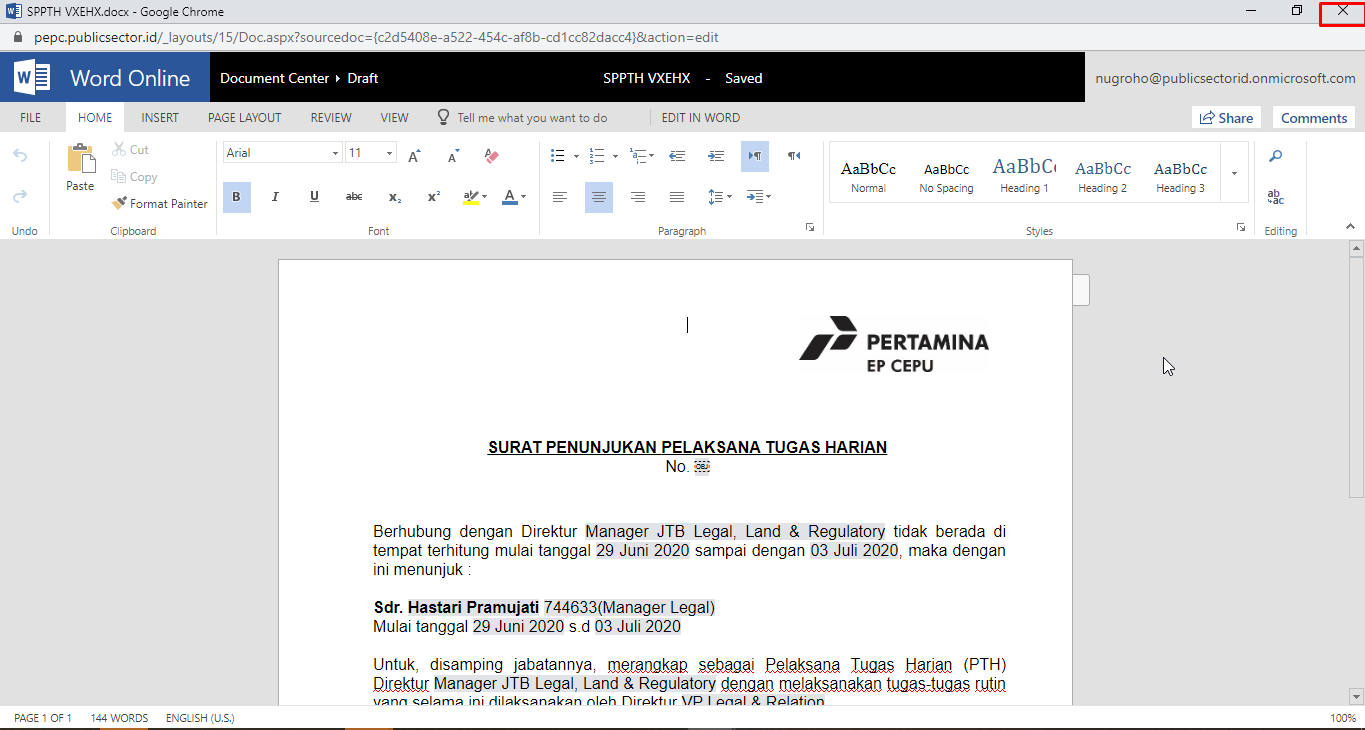 SPPTH VXEHX.docx - Google Chrome
pepc.publicsector.id/_layouts/15/Doc.aspx?sourcedoc={c2d5408e-a522-454c-af8b-cd1cc82dacc4}&action=edit
Word Online
Document Center Draft
SPPTH VXEHX - Saved
nugroho@publicsectorid.onmicrosoft.com
FILE HOME INSERT PAGE LAYOUT REVIEW VIEW Tell me what you want to do EDIT IN WORD Share Comments
Paste
Cut
Copy
Format Painter
Arial 11
B I U abc x₂ x² A
AaBbCc AaBbCc AaBbCc AaBbCc AaBbCc
Normal No Spacing Heading 1 Heading 2 Heading 3
Undo Clipboard Font Paragraph Styles Editing
PERTAMINA
EP CEPU
SURAT PENUNJUKAN PELAKSANA TUGAS HARIAN
No. OBJ
Berhubung dengan Direktur Manager JTB Legal, Land & Regulatory tidak berada di
tempat terhitung mulai tanggal 29 Juni 2020 sampai dengan 03 Juli 2020, maka dengan
ini menunjuk :
Sdr. Hastari Pramujati 744633(Manager Legal)
Mulai tanggal 29 Juni 2020 s.d 03 Juli 2020
Untuk, disamping jabatannya, merangkap sebagai Pelaksana Tugas Harian (PTH)
Direktur Manager JTB Legal, Land & Regulatory dengan melaksanakan tugas-tugas rutin
yang selama ini dilaksanakan oleh Direktur VP Legal & Relation
PAGE 1 OF 1 144 WORDS ENGLISH (U.S.) 100%